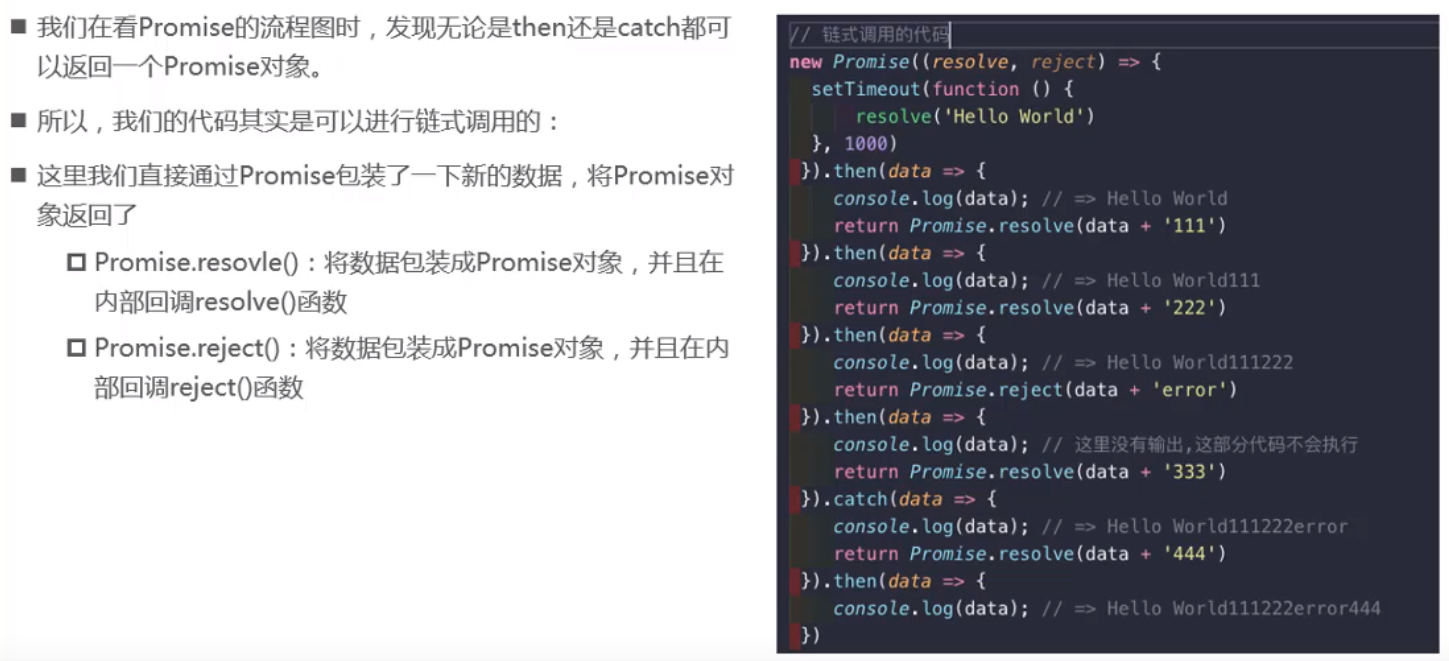 ■ 我们在看Promise的流程图时，发现无论是then还是catch都可
以返回一个Promise对象。
■ 所以，我们的代码其实是可以进行链式调用的：
■ 这里我们直接通过Promise包装了一下新的数据，将Promise对
象返回了
Promise.resovle()：将数据包装成Promise对象，并且在
内部回调resolve()函数
Promise.reject()：将数据包装成Promise对象，并且在内
部回调reject()函数
// 链式调用的代码
new Promise((resolve, reject) => {
  setTimeout(function () {
      resolve('Hello World')
  }, 1000)
}).then(data => {
    console.log(data); // => Hello World
    return Promise.resolve(data + '111')
}).then(data => {
    console.log(data); // => Hello World111
    return Promise.resolve(data + '222')
}).then(data => {
    console.log(data); // => Hello World111222
    return Promise.reject(data + 'error')
}).then(data => {
    console.log(data); // 这里没有输出,这部分代码不会执行
    return Promise.resolve(data + '333')
}).catch(data => {
    console.log(data); // => Hello World111222error
    return Promise.resolve(data + '444')
}).then(data => {
    console.log(data); // => Hello World111222error444
})